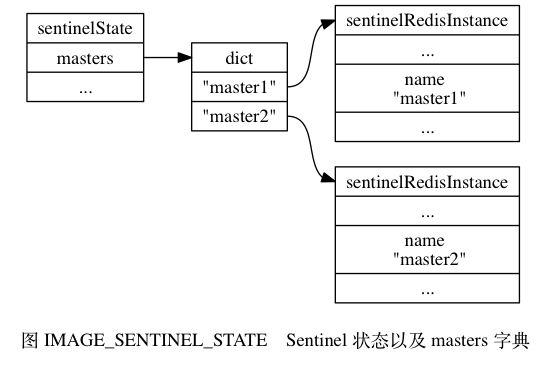 sentinelState
masters
...
dict
"master1"
"master2"
sentinelRedisInstance
...
name
"master1"
...
sentinelRedisInstance
...
name
"master2"
...
图 IMAGE_SENTINEL_STATE Sentinel 状态以及 masters 字典